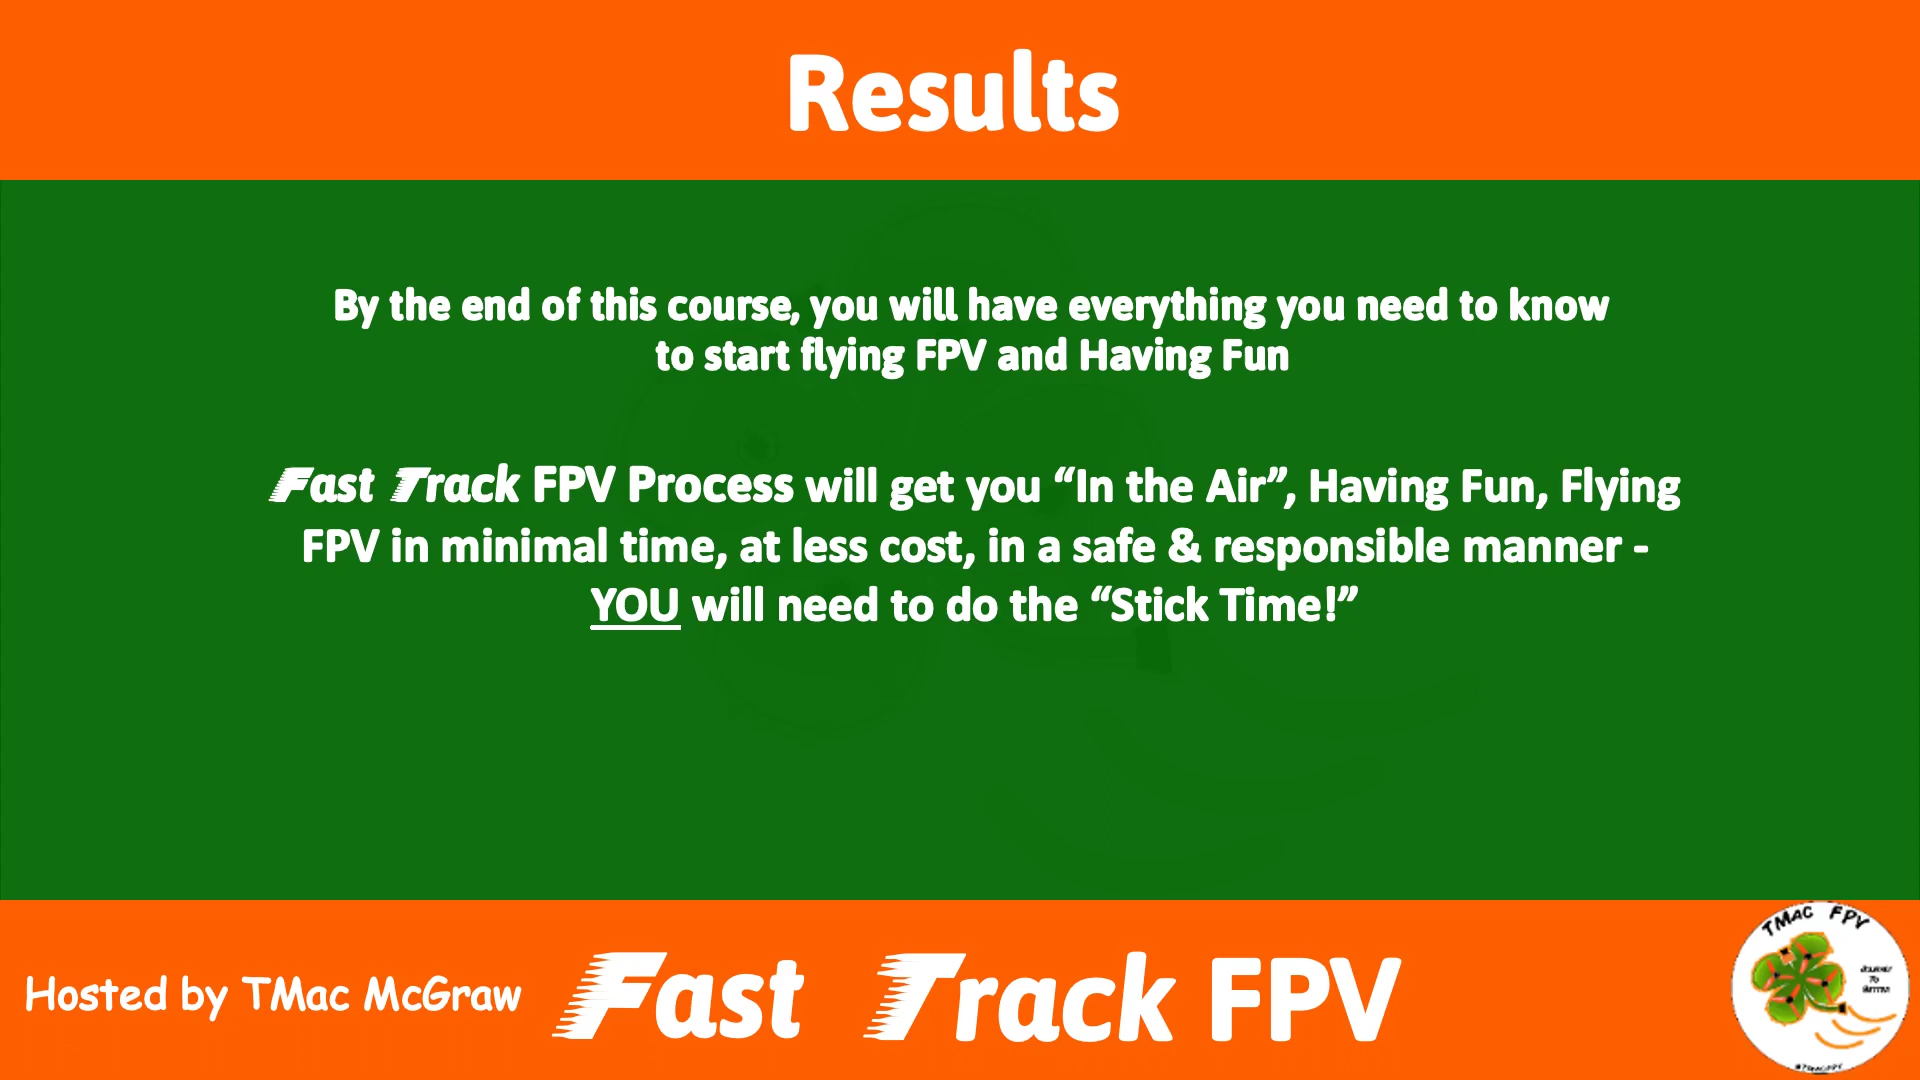 Results
By the end of this course, you will have everything you need to know
to start flying FPV and Having Fun
Fast Track FPV Process will get you “In the Air”, Having Fun, Flying
FPV in minimal time, at less cost, in a safe & responsible manner -
YOU will need to do the “Stick Time!”
Hosted by TMac McGraw
Fast Track FPV
TMAC FPV